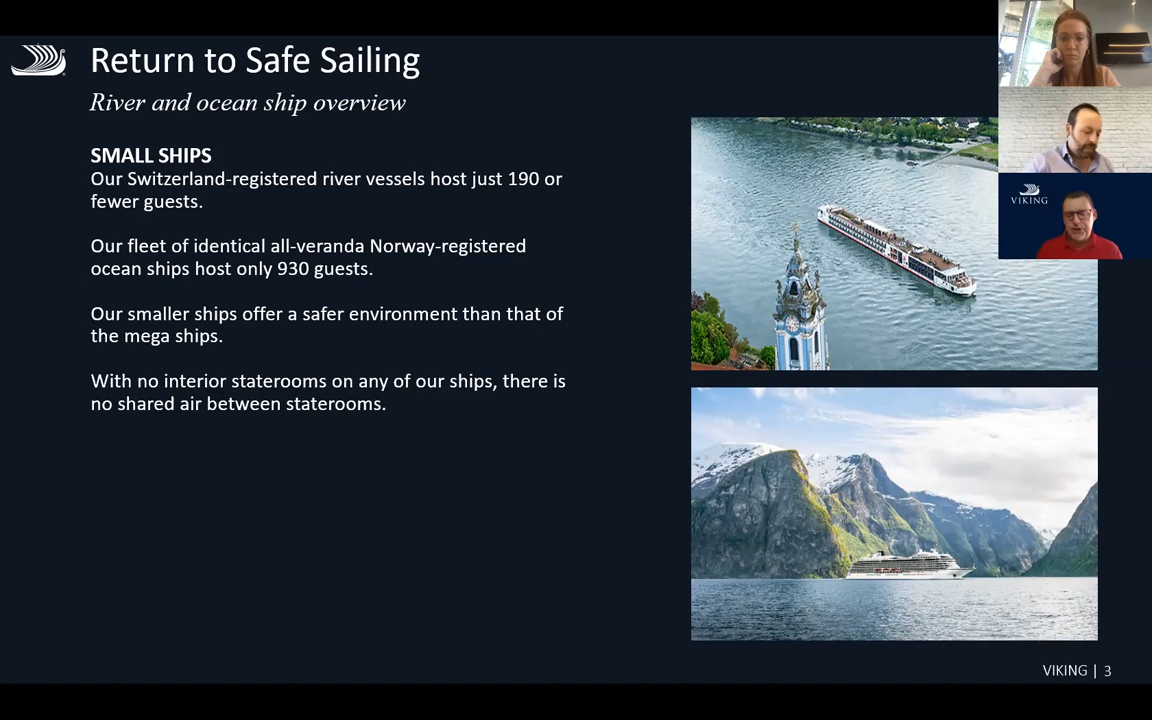 Return to Safe Sailing
River and ocean ship overview
SMALL SHIPS
Our Switzerland-registered river vessels host just 190 or
fewer guests.
Our fleet of identical all-veranda Norway-registered
ocean ships host only 930 guests.
Our smaller ships offer a safer environment than that of
the mega ships.
With no interior staterooms on any of our ships, there is
no shared air between staterooms.
VIKING
VIKING | 3